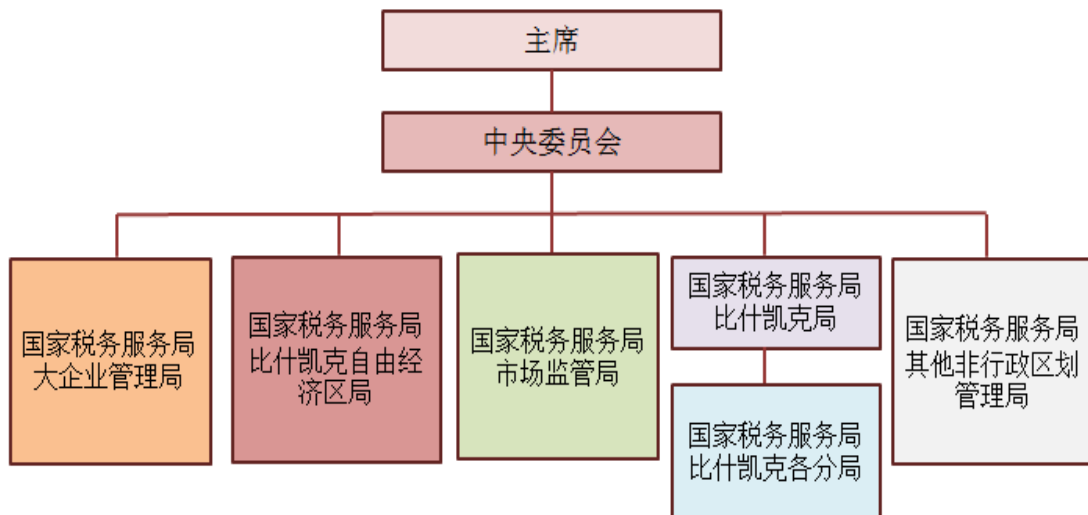 主席
中央委员会
国家税务服务局
大企业管理局
国家税务服务局
比什凯克自由经
济区局
国家税务服务局
市场监管局
国家税务服务局
比什凯克局
国家税务服务局
比什凯克各分局
国家税务服务局
其他非行政区划
管理局